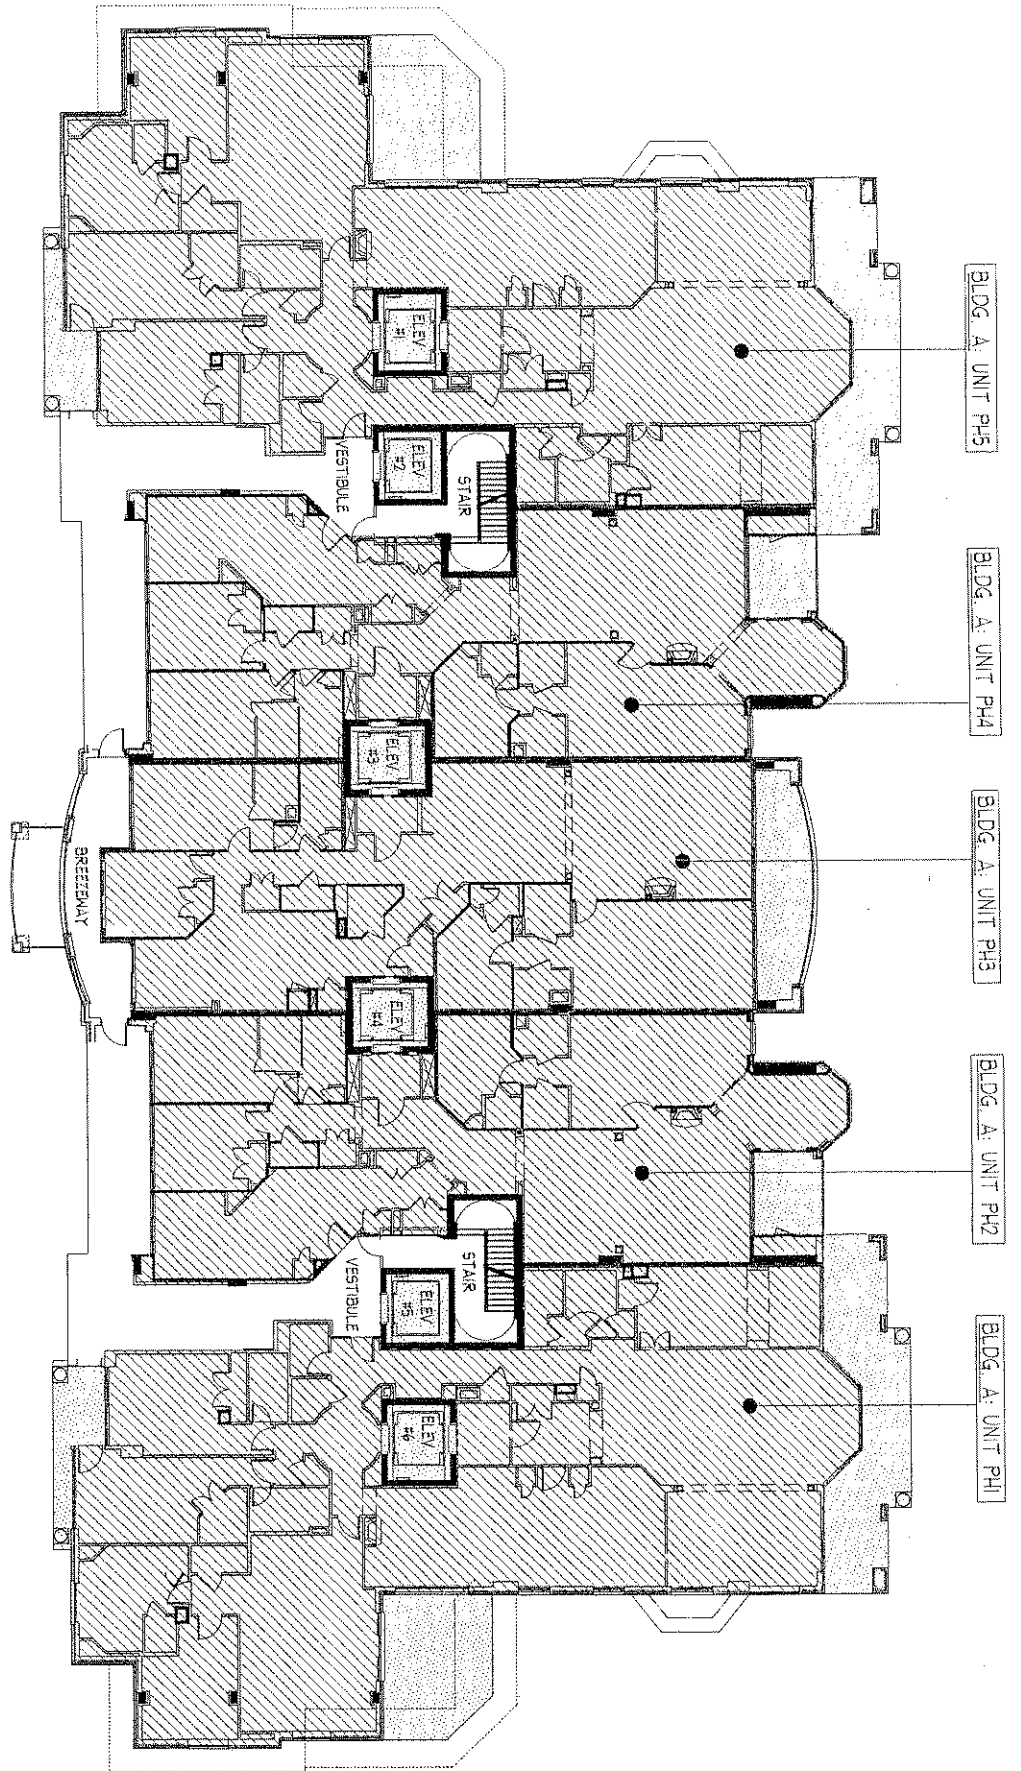 BLDG. A: UNIT PH5
BLDG. A: UNIT PH4
BLDG. A: UNIT PH3
BLDG. A: UNIT PH2
BLDG. A: UNIT PH1
ELEV
#1
ELEV
#2
STAIR
VESTIBULE
ELEV
#3
BREEZEWAY
ELEV
#4
STAIR
ELEV
#5
VESTIBULE
ELEV
#6